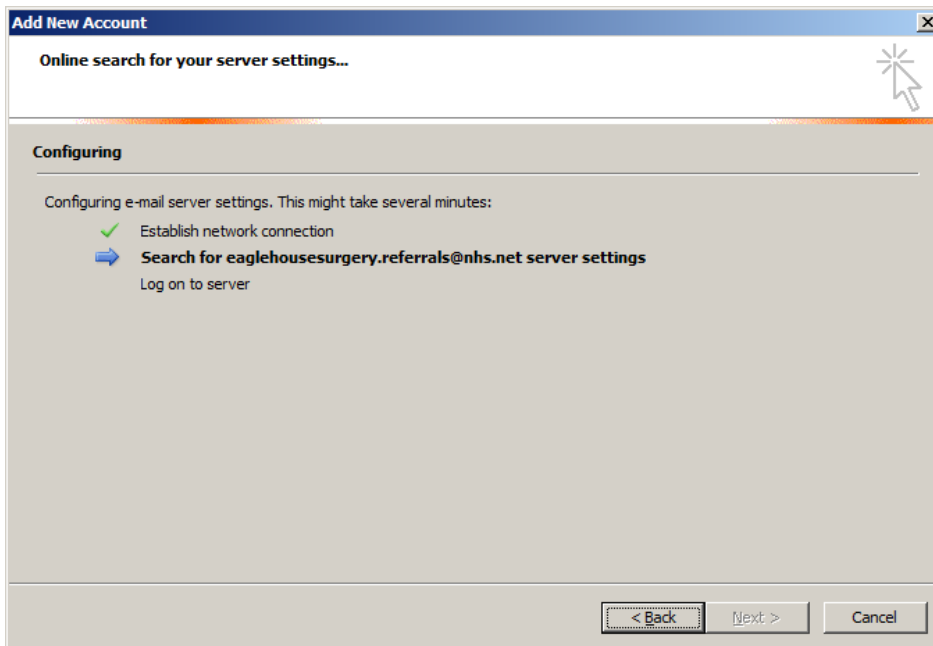 Add New Account
Online search for your server settings...
Configuring
Configuring e-mail server settings. This might take several minutes:
Establish network connection
Search for eaglehousesurgery.referrals@nhs.net server settings
Log on to server
< Back Next > Cancel